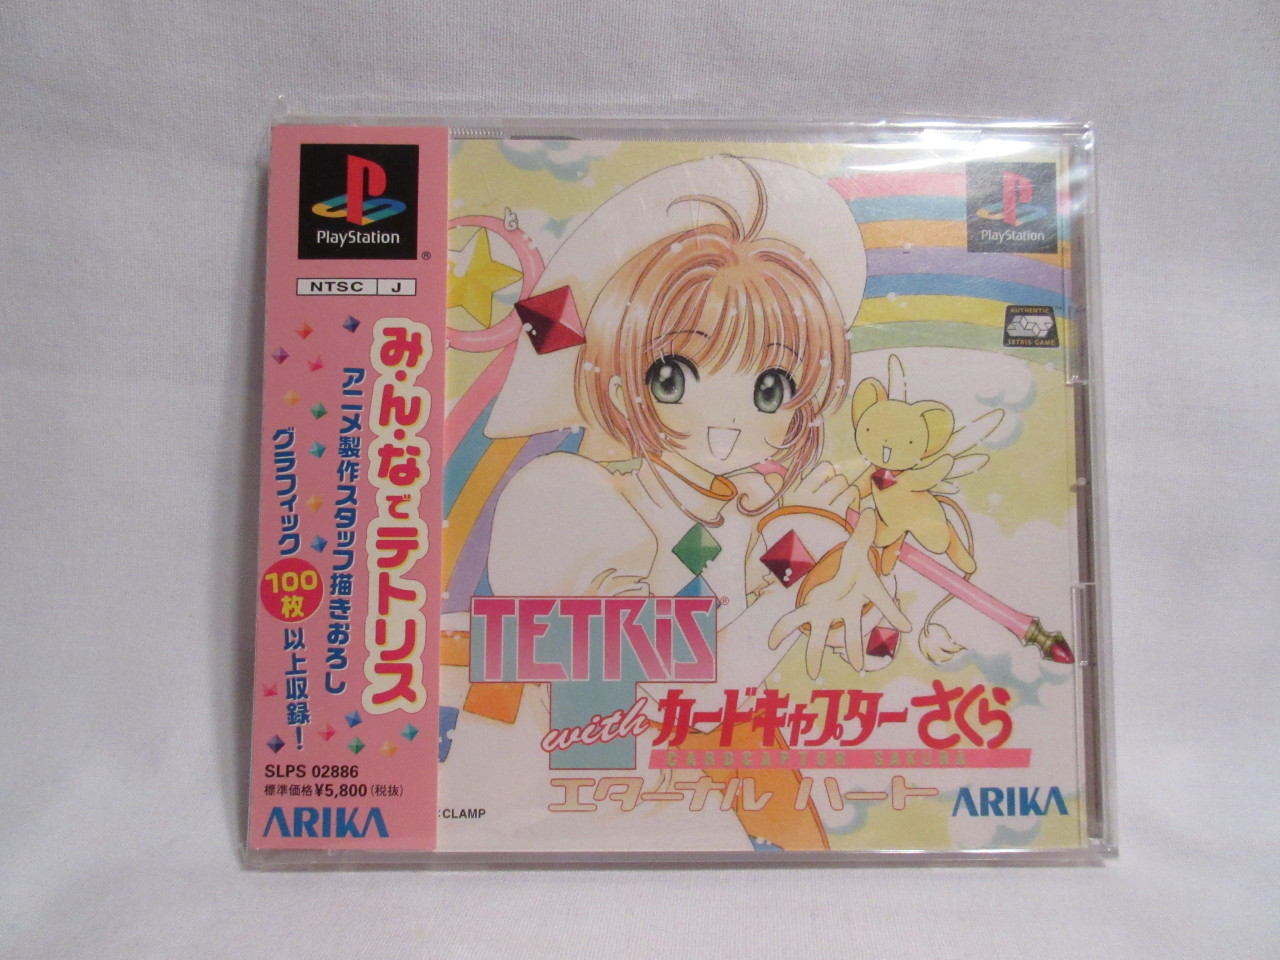 PlayStation
®
NTSC J
み・ん・なでテトリス
アニメ製作スタッフ描きおろし
グラフィック100枚以上収録!
SLPS 02886
標準価格¥5,800(税抜)
ARIKA
PlayStation
AUTHENTIC
TETRIS GAME
TETRiS®
with カードキャプターさくら
CARDCAPTOR SAKURA
エターナルハート
CLAMP
ARIKA